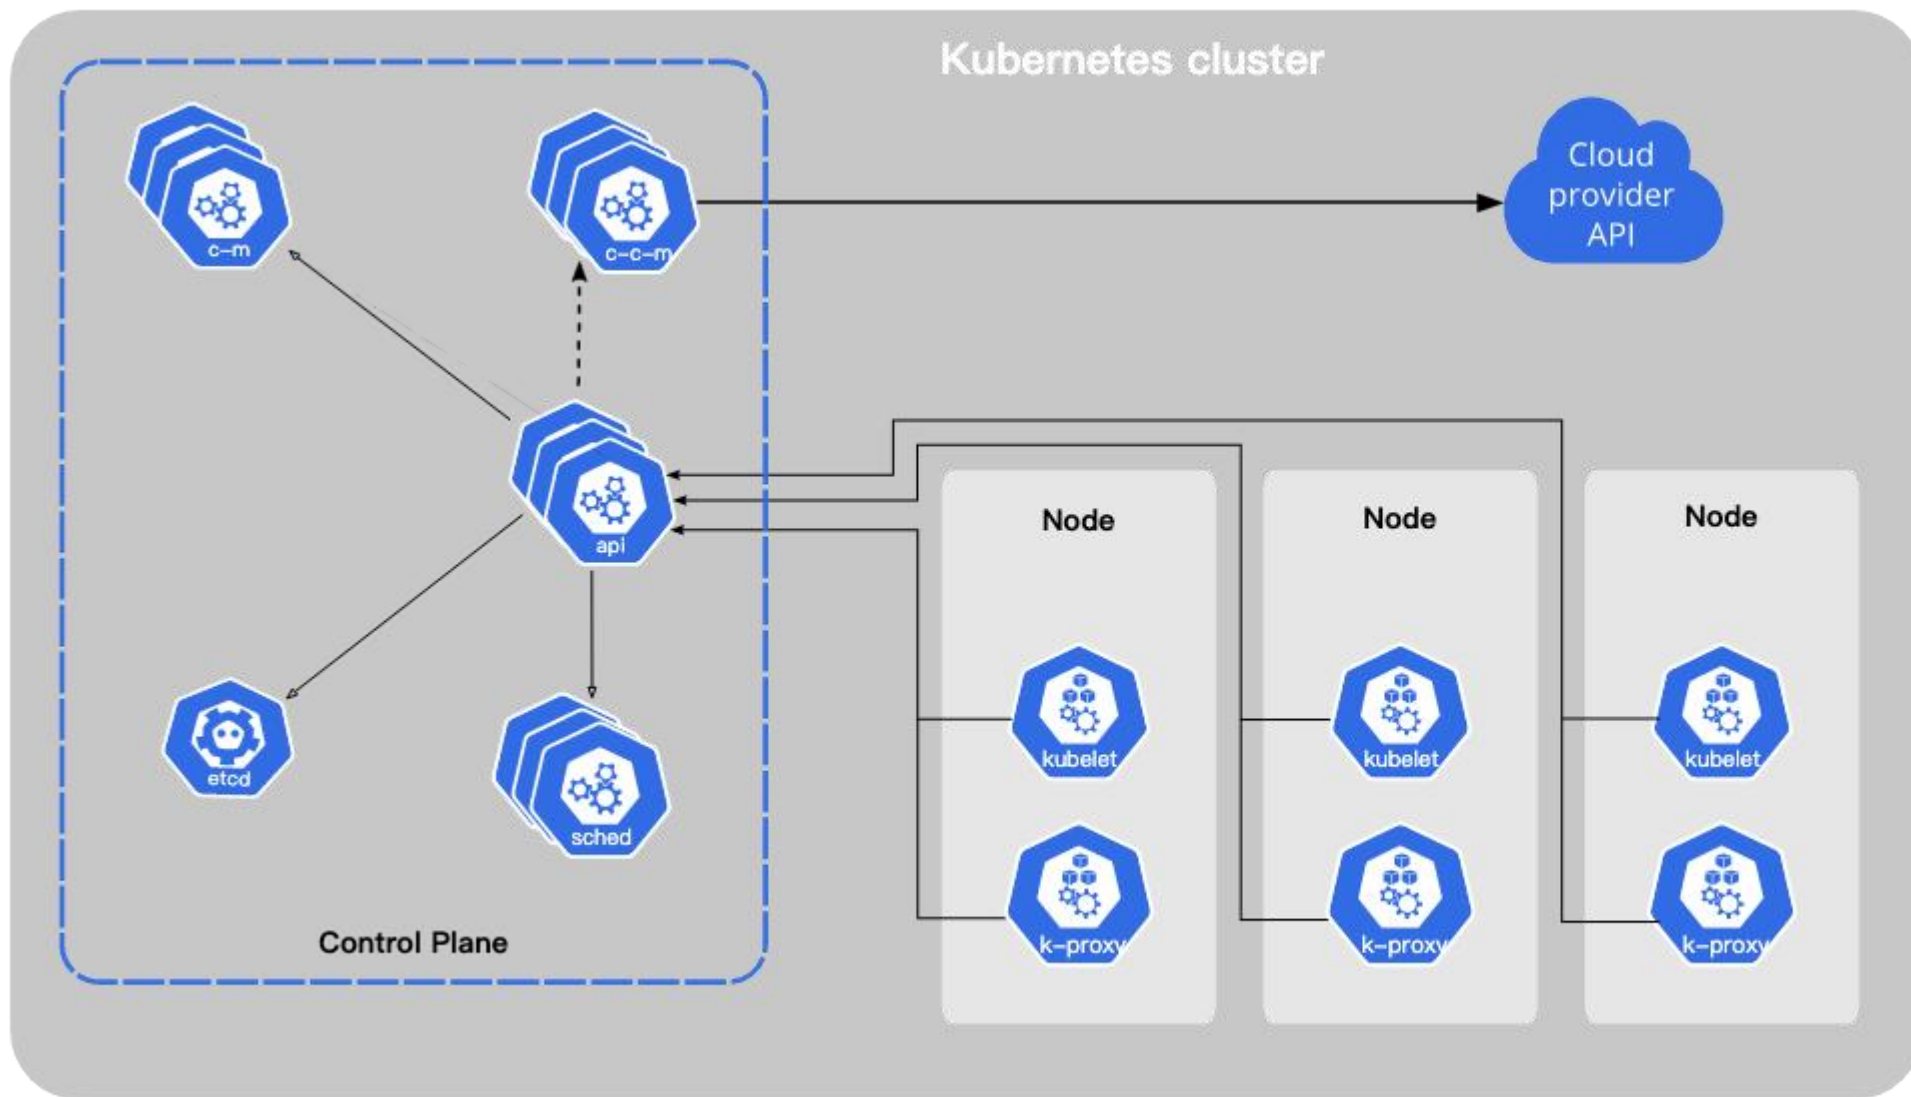 Kubernetes cluster
c-m
c-c-m
Cloud
provider
API
api
Node
Node
Node
etcd
sched
kubelet
kubelet
kubelet
k-proxy
k-proxy
k-proxy
Control Plane